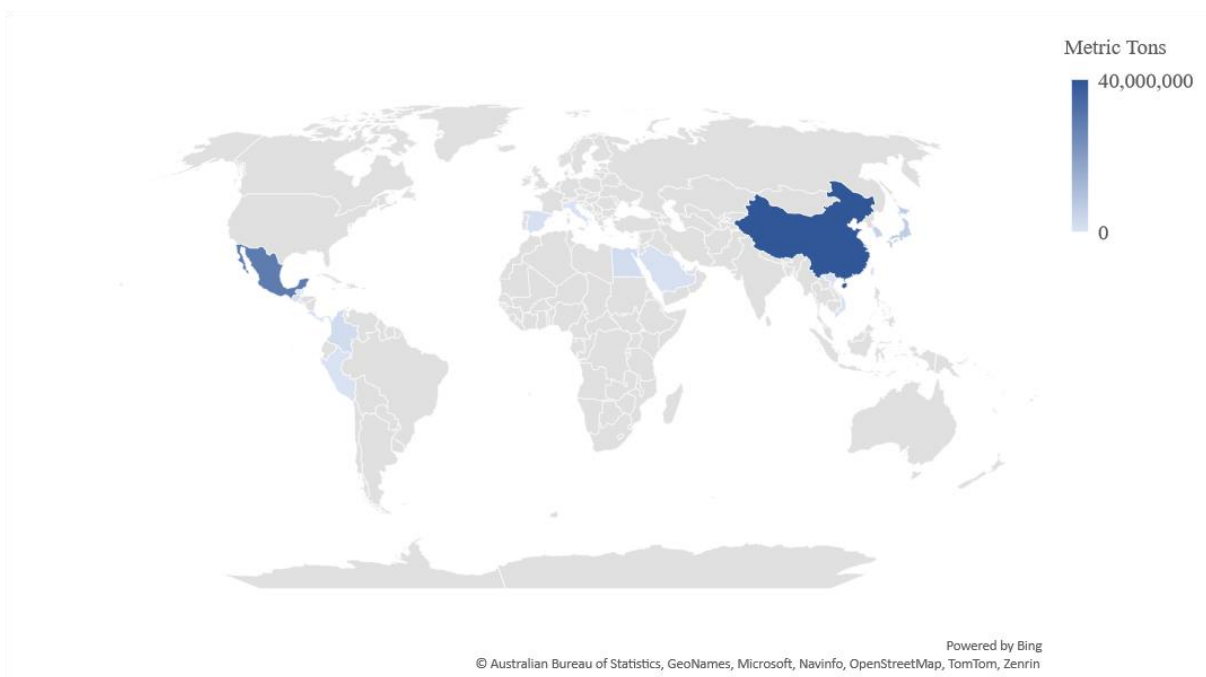 Metric Tons
40,000,000
0
Powered by Bing
© Australian Bureau of Statistics, GeoNames, Microsoft, Navinfo, OpenStreetMap, TomTom, Zenrin